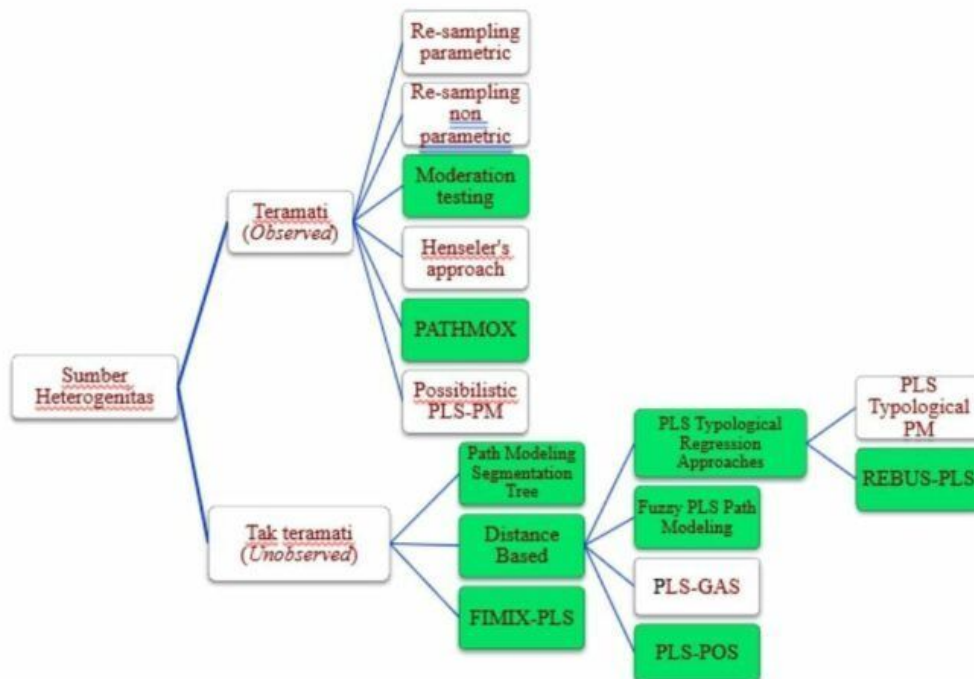 Sumber
Heterogenitas
Teramati
(Observed)
Re-sampling
parametric
Re-sampling
non
parametric
Moderation
testing
Henseler's
approach
PATHMOX
Possibilistic
PLS-PM
Tak teramati
(Unobserved)
Path Modeling
Segmentation
Tree
Distance
Based
PLS Typological
Regression
Approaches
PLS
Typological
PM
REBUS-PLS
Fuzzy PLS Path
Modeling
PLS-GAS
PLS-POS
FIMIX-PLS